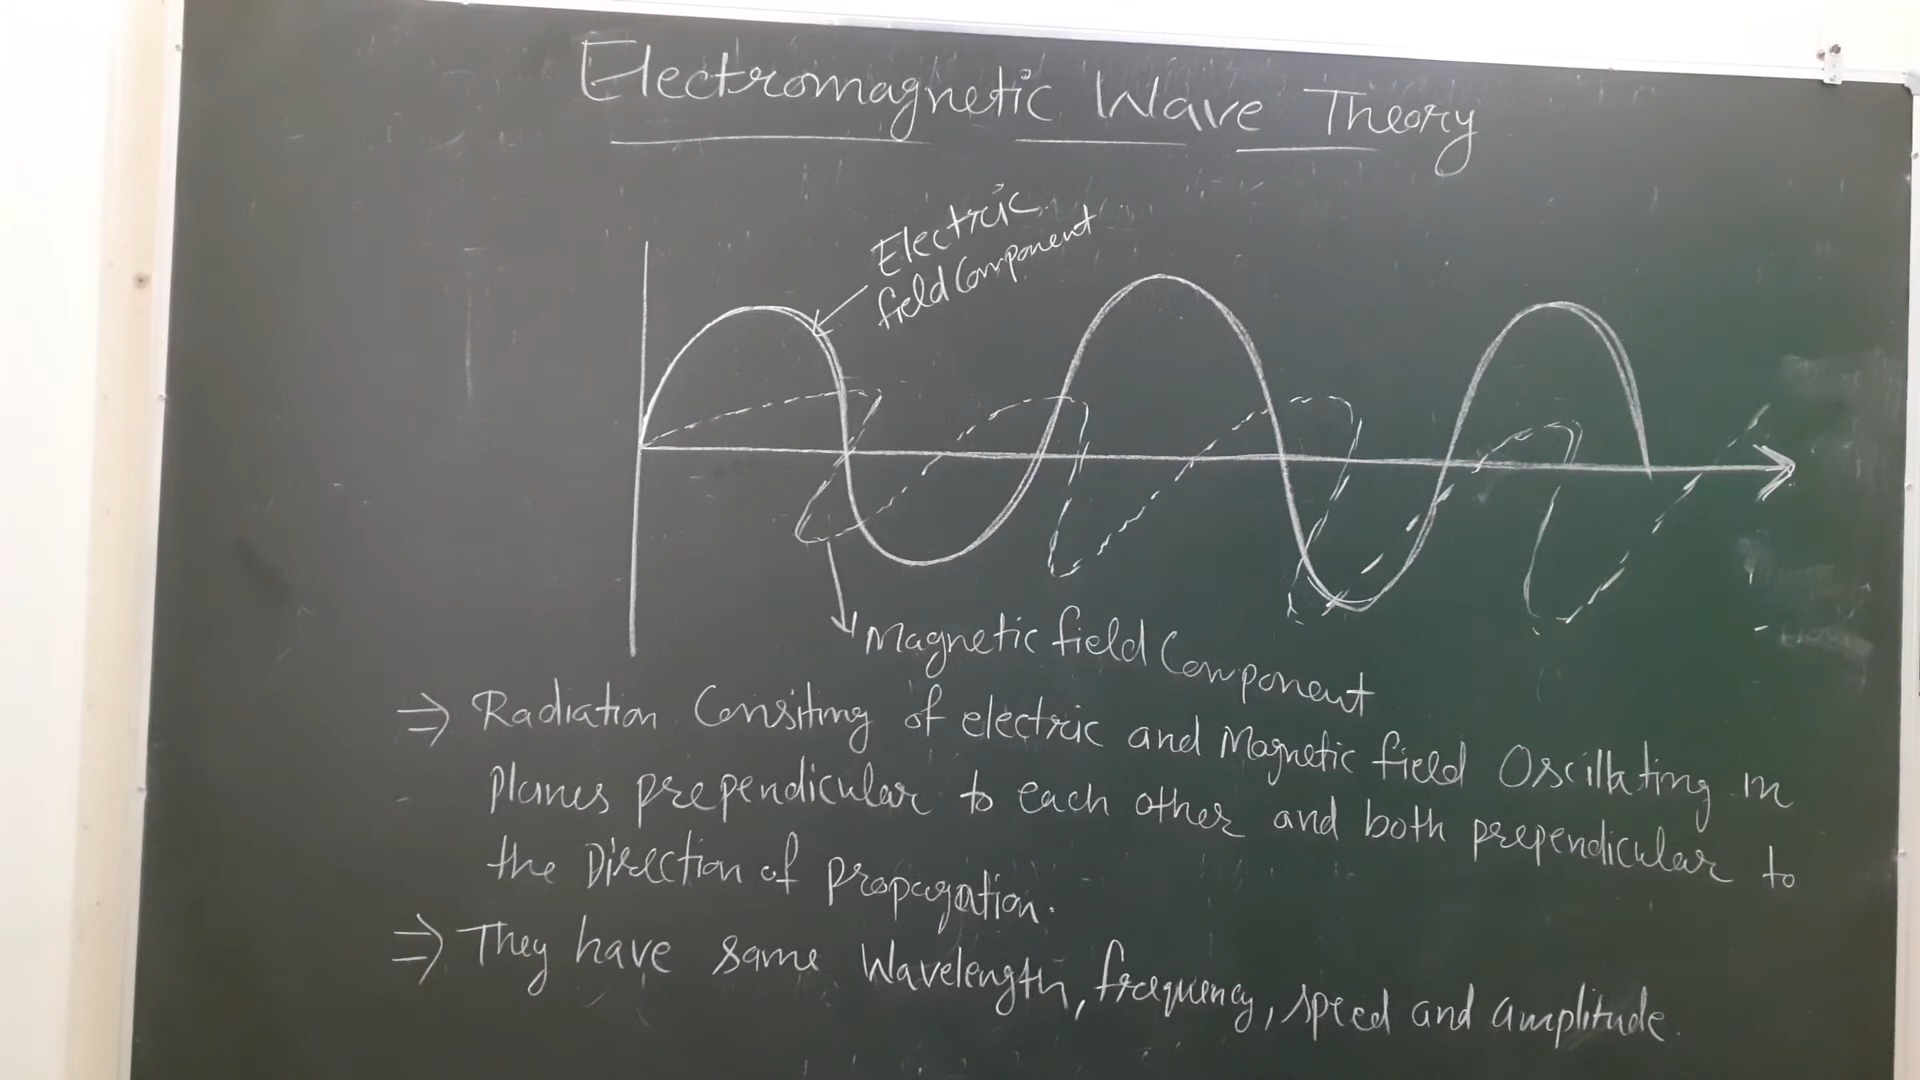 Electromagnetic Wave Theory
Electric
field Component
Magnetic field Component
⇒ Radiation Consiting of electric and Magnetic field Oscillating in
planes prependicular to each other and both prependicular to
the Direction of propagation.
⇒ They have same Wavelength, frequency, speed and amplitude.